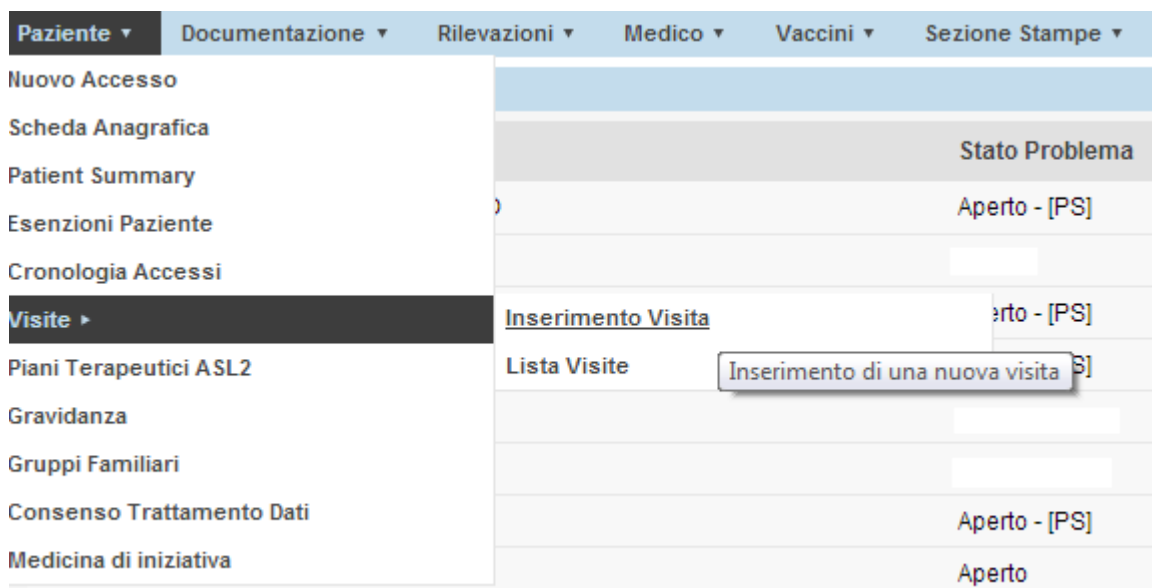 Paziente ▾ Documentazione ▾ Rilevazioni ▾ Medico ▾ Vaccini ▾ Sezione Stampe ▾
Nuovo Accesso
Scheda Anagrafica
Stato Problema
Patient Summary
Aperto - [PS]
Esenzioni Paziente
Cronologia Accessi
Visite ▸
Inserimento Visita
erto - [PS]
Piani Terapeutici ASL2
Lista Visite
Inserimento di una nuova visita
S]
Gravidanza
Gruppi Familiari
Consenso Trattamento Dati
Aperto - [PS]
Medicina di iniziativa
Aperto